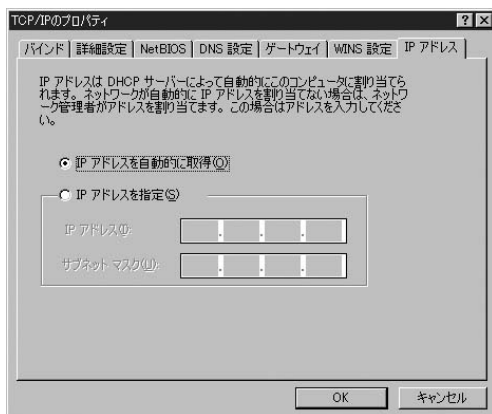 TCP/IPのプロパティ
バインド 詳細設定 NetBIOS DNS 設定 ゲートウェイ WINS 設定 IP アドレス
IP アドレスは DHCP サーバーによって自動的にこのコンピュータに割り当てら
れます。ネットワークが自動的に IP アドレスを割り当てない場合は、ネットワ
ーク管理者がアドレスを割り当てます。この場合はアドレスを入力してくださ
い。
IP アドレスを自動的に取得(O)
IP アドレスを指定(S)
IP アドレス(I):
サブネット マスク(U):
OK キャンセル